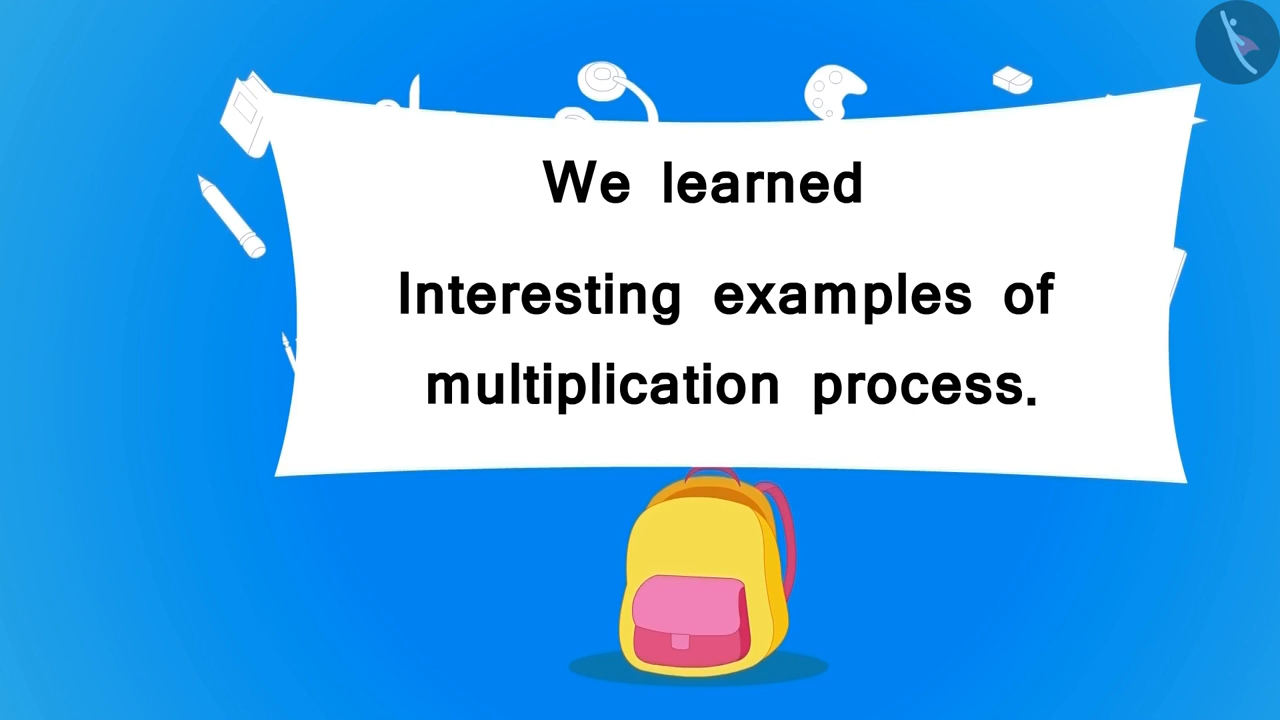 We learned
Interesting examples of
multiplication process.